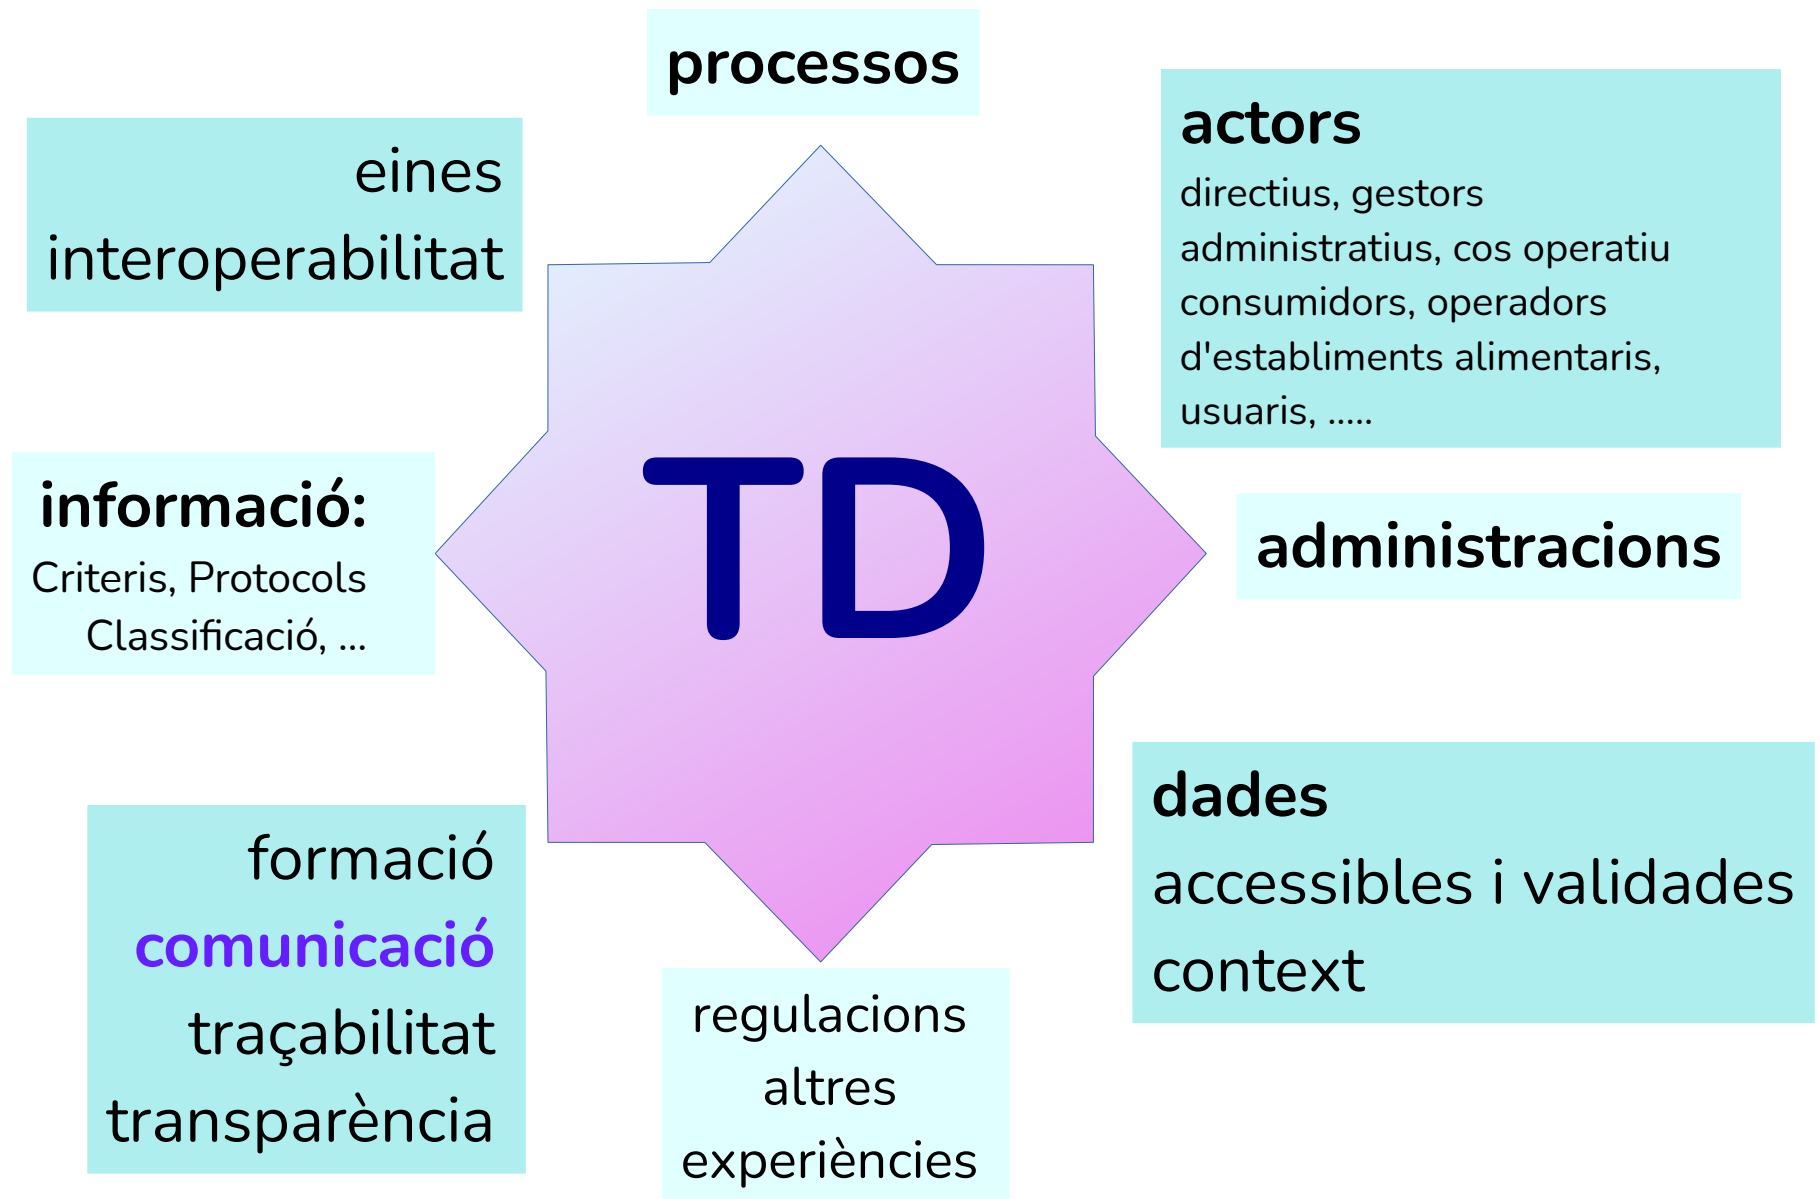 processos
eines
interoperabilitat
actors
directius, gestors
administratius, cos operatiu
consumidors, operadors
d'establiments alimentaris,
usuaris, .....
TD
informació:
Criteris, Protocols
Classificació, ...
administracions
dades
accessibles i validades
context
formació
comunicació
traçabilitat
transparència
regulacions
altres
experiències